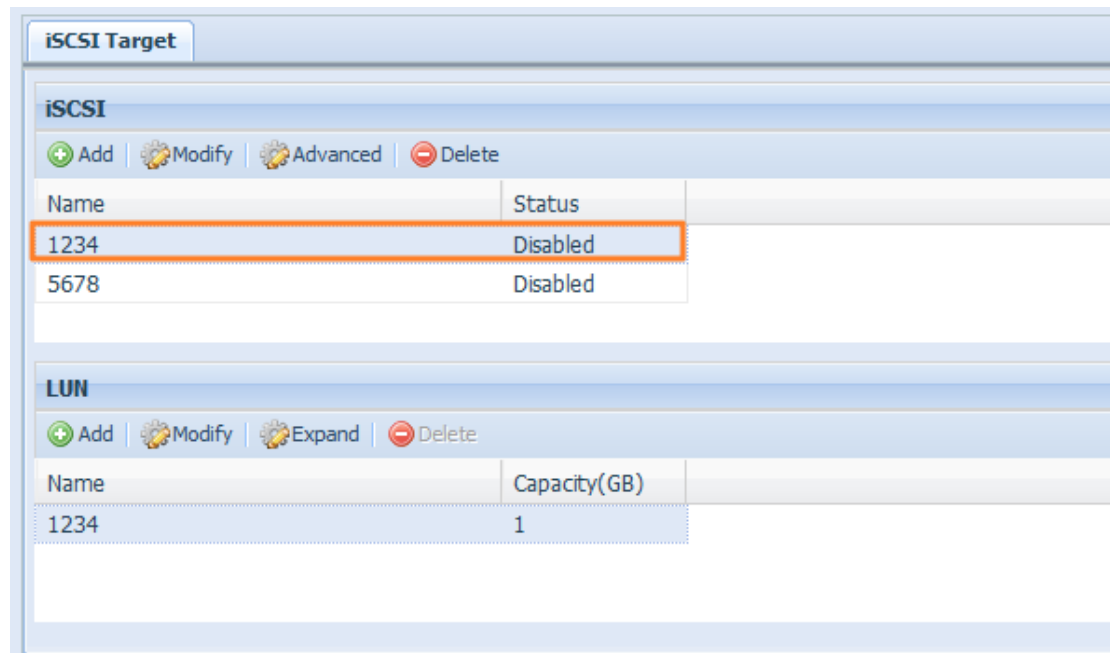 iSCSI Target
iSCSI
Add Modify Advanced Delete
Name Status
1234 Disabled
5678 Disabled
LUN
Add Modify Expand Delete
Name Capacity(GB)
1234 1